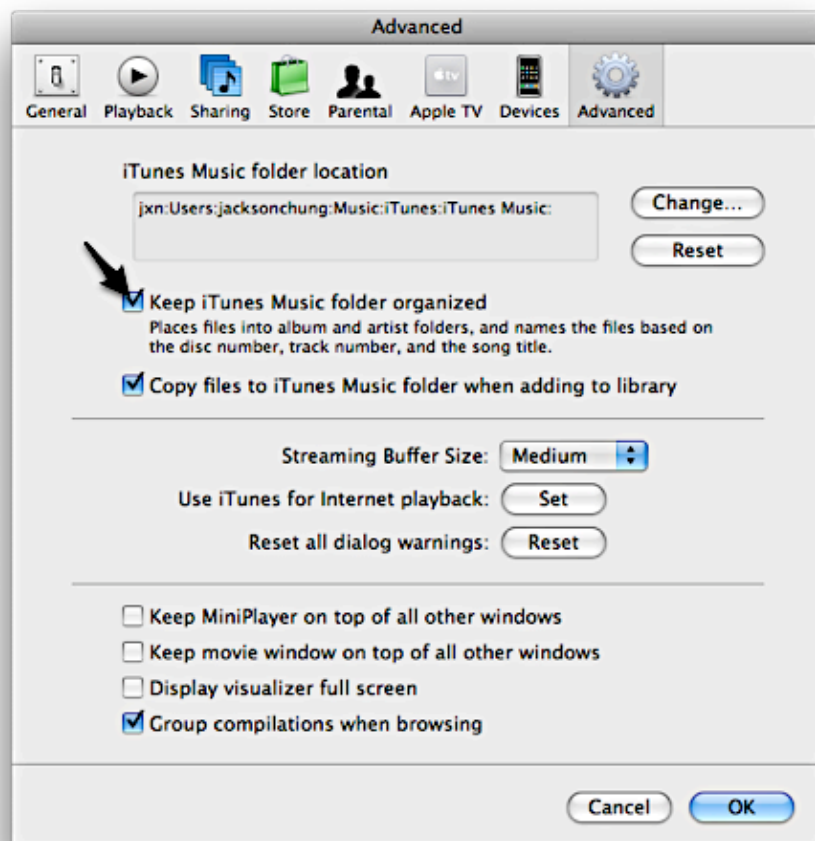 Advanced
General Playback Sharing Store Parental Apple TV Devices Advanced
iTunes Music folder location
jxn:Users:jacksonchung:Music:iTunes:iTunes Music:
Change...
Reset
Keep iTunes Music folder organized
Places files into album and artist folders, and names the files based on
the disc number, track number, and the song title.
Copy files to iTunes Music folder when adding to library
Streaming Buffer Size: Medium
Use iTunes for Internet playback: Set
Reset all dialog warnings: Reset
Keep MiniPlayer on top of all other windows
Keep movie window on top of all other windows
Display visualizer full screen
Group compilations when browsing
Cancel OK